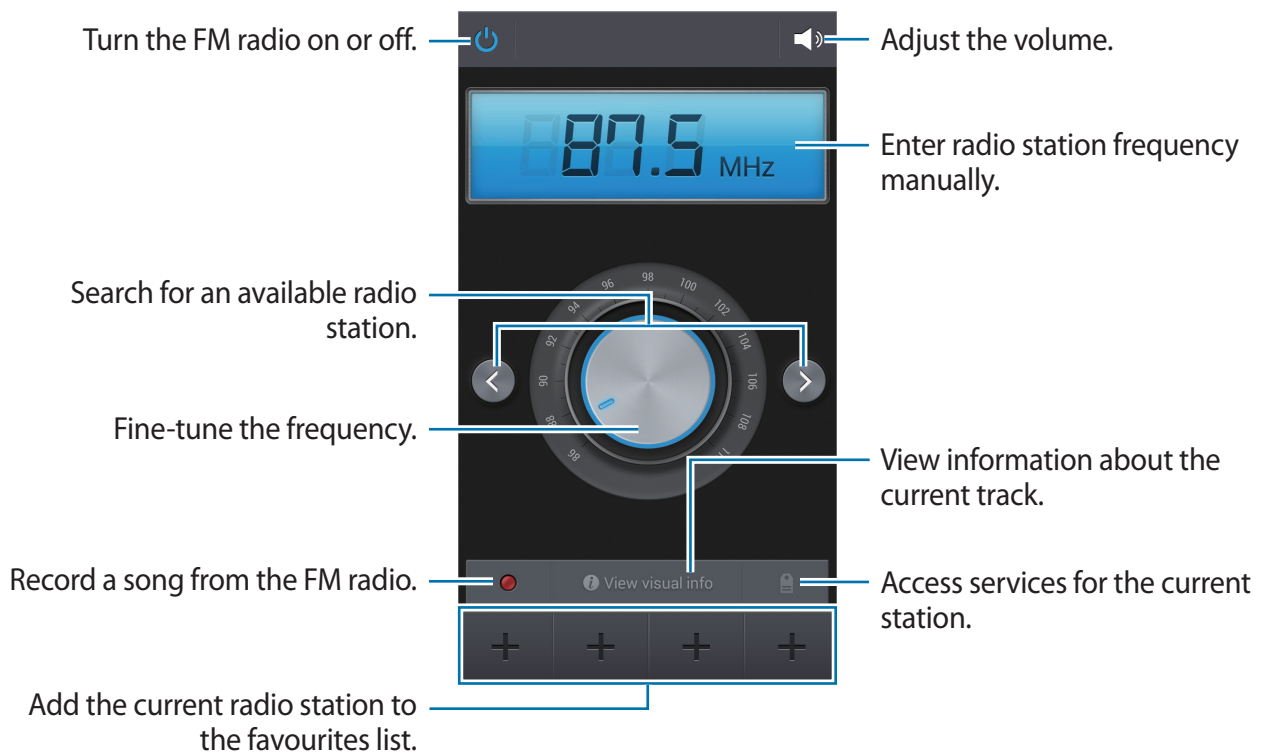 Turn the FM radio on or off.
Adjust the volume.
87.5 MHz
Enter radio station frequency
manually.
Search for an available radio
station.
86
88
90
92
94
96
98
100
102
104
106
108
Fine-tune the frequency.
View information about the
current track.
Record a song from the FM radio.
View visual info
Access services for the current
station.
Add the current radio station to
the favourites list.